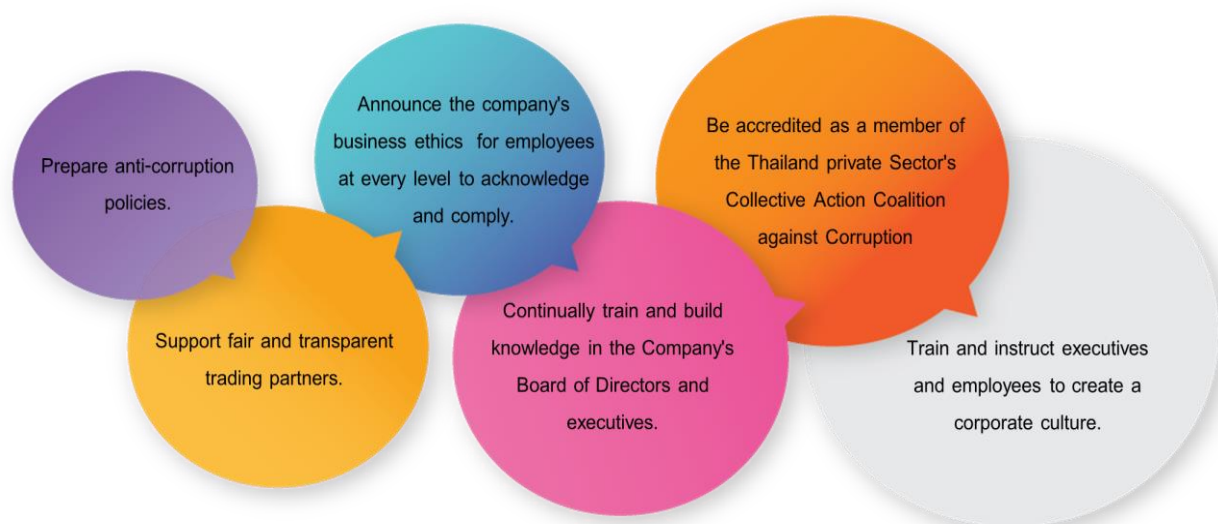 Prepare anti-corruption
policies.
Support fair and transparent
trading partners.
Announce the company's
business ethics for employees
at every level to acknowledge
and comply.
Continually train and build
knowledge in the Company's
Board of Directors and
executives.
Be accredited as a member of
the Thailand private Sector's
Collective Action Coalition
against Corruption
Train and instruct executives
and employees to create a
corporate culture.